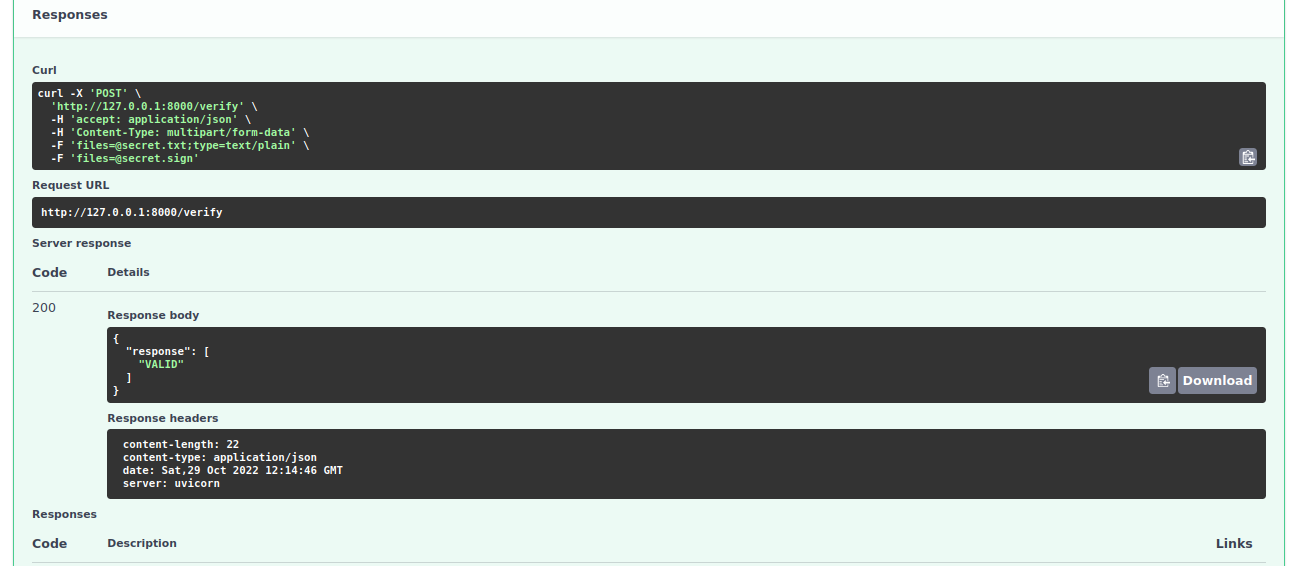 Responses
Curl
curl -X 'POST' \
  'http://127.0.0.1:8000/verify' \
  -H 'accept: application/json' \
  -H 'Content-Type: multipart/form-data' \
  -F 'files=@secret.txt;type=text/plain' \
  -F 'files=@secret.sign'
Request URL
http://127.0.0.1:8000/verify
Server response
Code Details
200
Response body
{
  "response": [
    "VALID"
  ]
}
Download
Response headers
content-length: 22
content-type: application/json
date: Sat,29 Oct 2022 12:14:46 GMT
server: uvicorn
Responses
Code Description Links